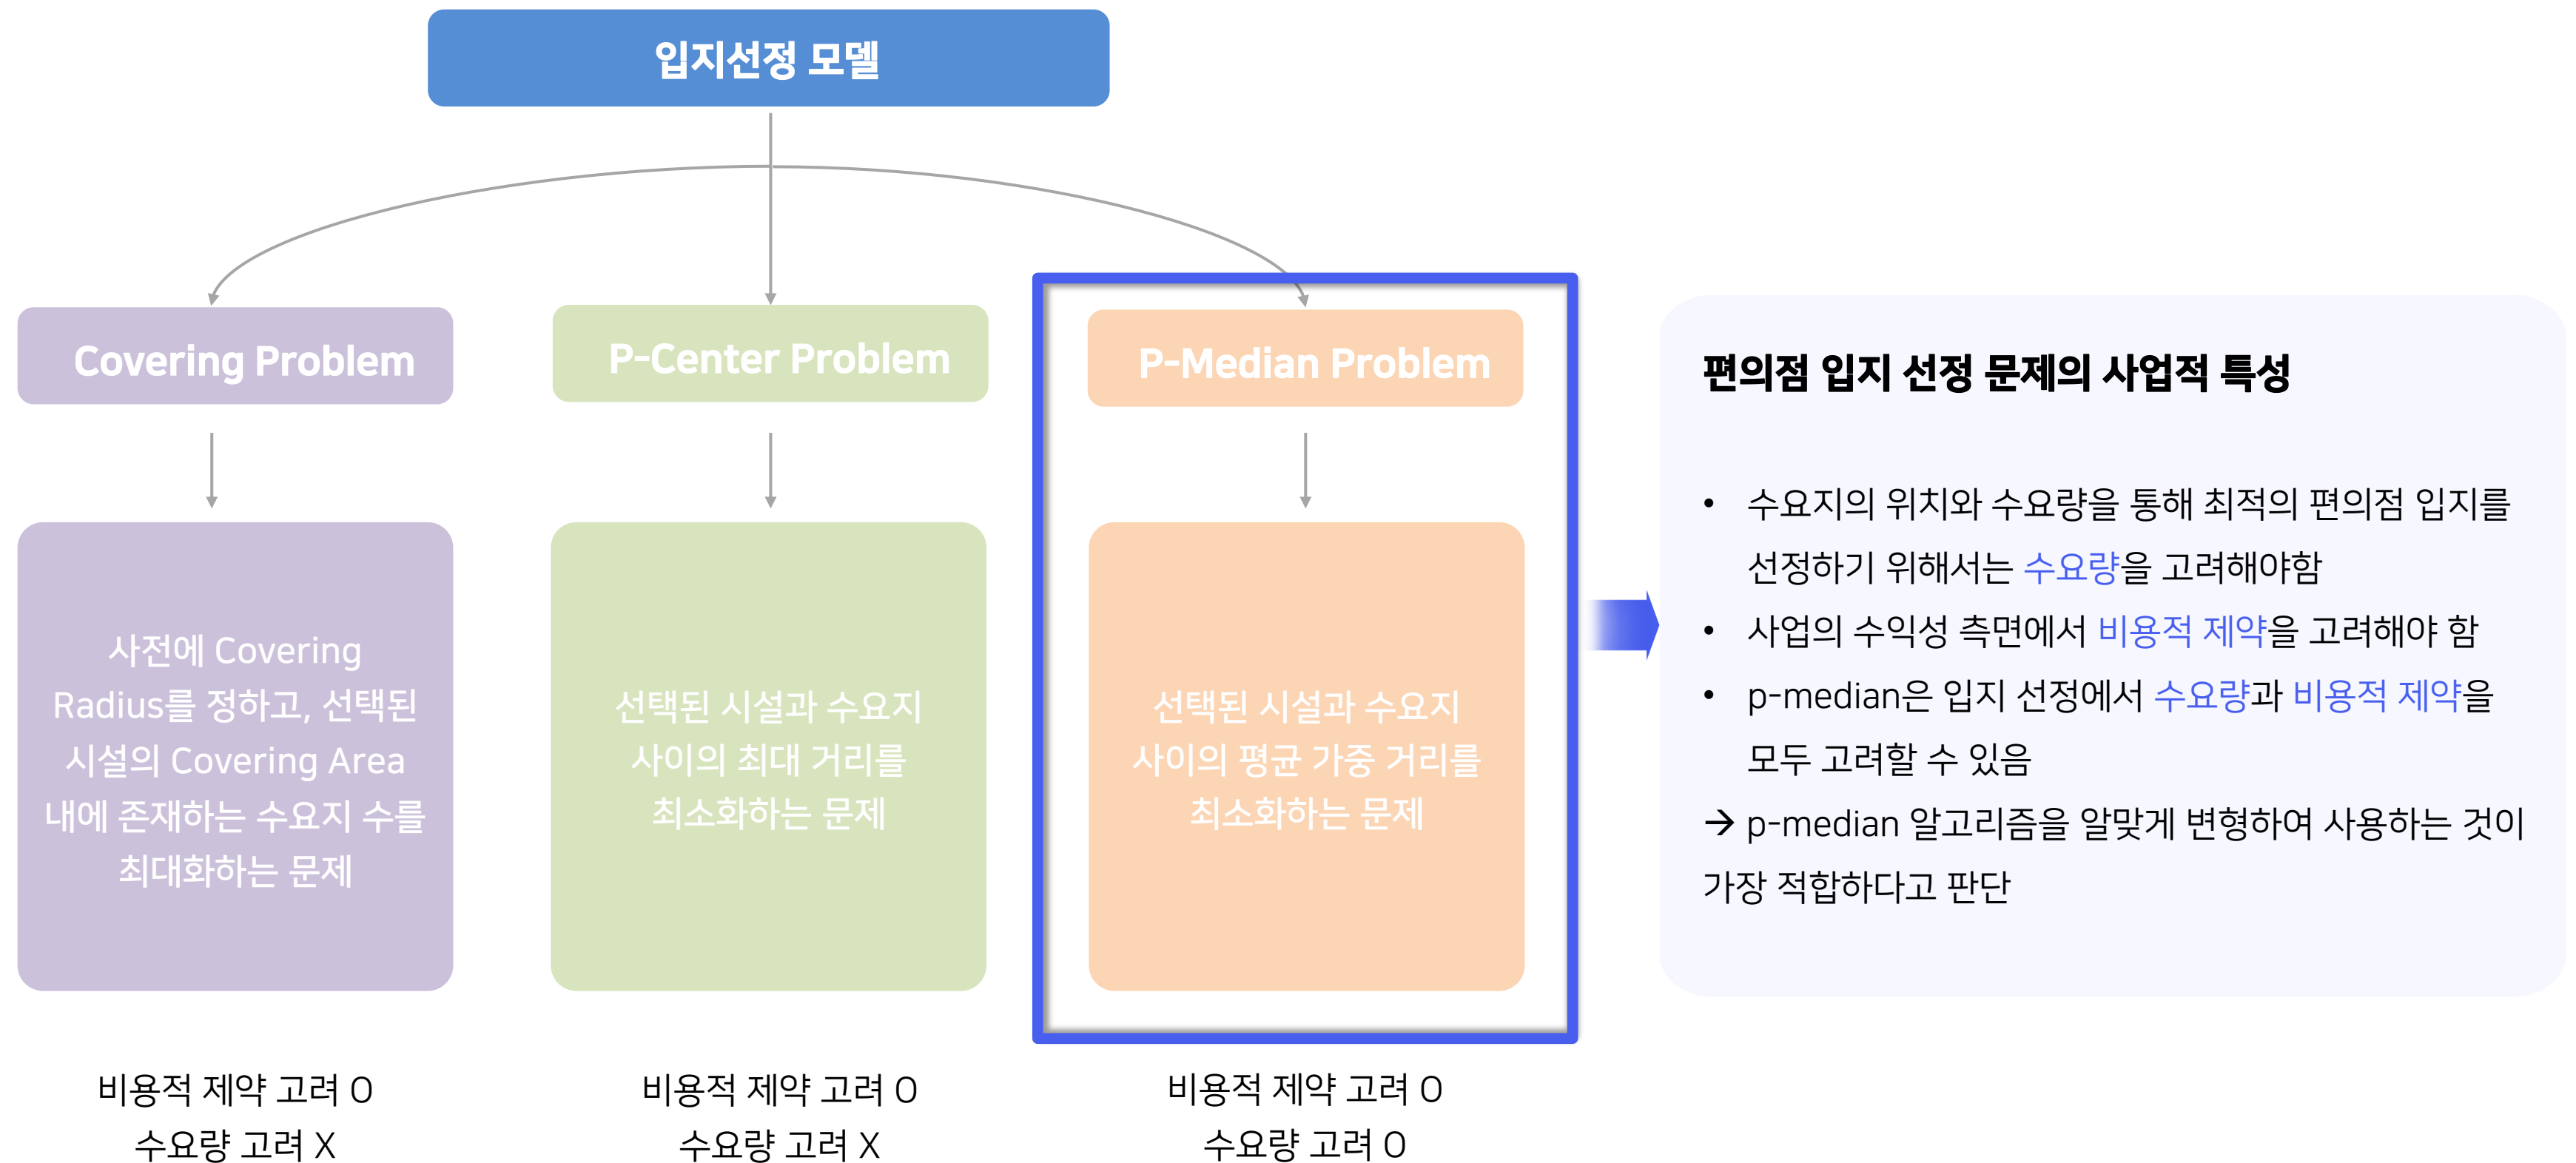 입지선정 모델
Covering Problem
사전에 Covering
Radius를 정하고, 선택된
시설의 Covering Area
내에 존재하는 수요지 수를
최대화하는 문제
비용적 제약 고려 O
수요량 고려 X
P-Center Problem
선택된 시설과 수요지
사이의 최대 거리를
최소화하는 문제
비용적 제약 고려 O
수요량 고려 X
P-Median Problem
선택된 시설과 수요지
사이의 평균 가중 거리를
최소화하는 문제
비용적 제약 고려 O
수요량 고려 O
편의점 입지 선정 문제의 사업적 특성
• 수요지의 위치와 수요량을 통해 최적의 편의점 입지를
선정하기 위해서는 수요량을 고려해야함
• 사업의 수익성 측면에서 비용적 제약을 고려해야 함
• p-median은 입지 선정에서 수요량과 비용적 제약을
모두 고려할 수 있음
→ p-median 알고리즘을 알맞게 변형하여 사용하는 것이
가장 적합하다고 판단